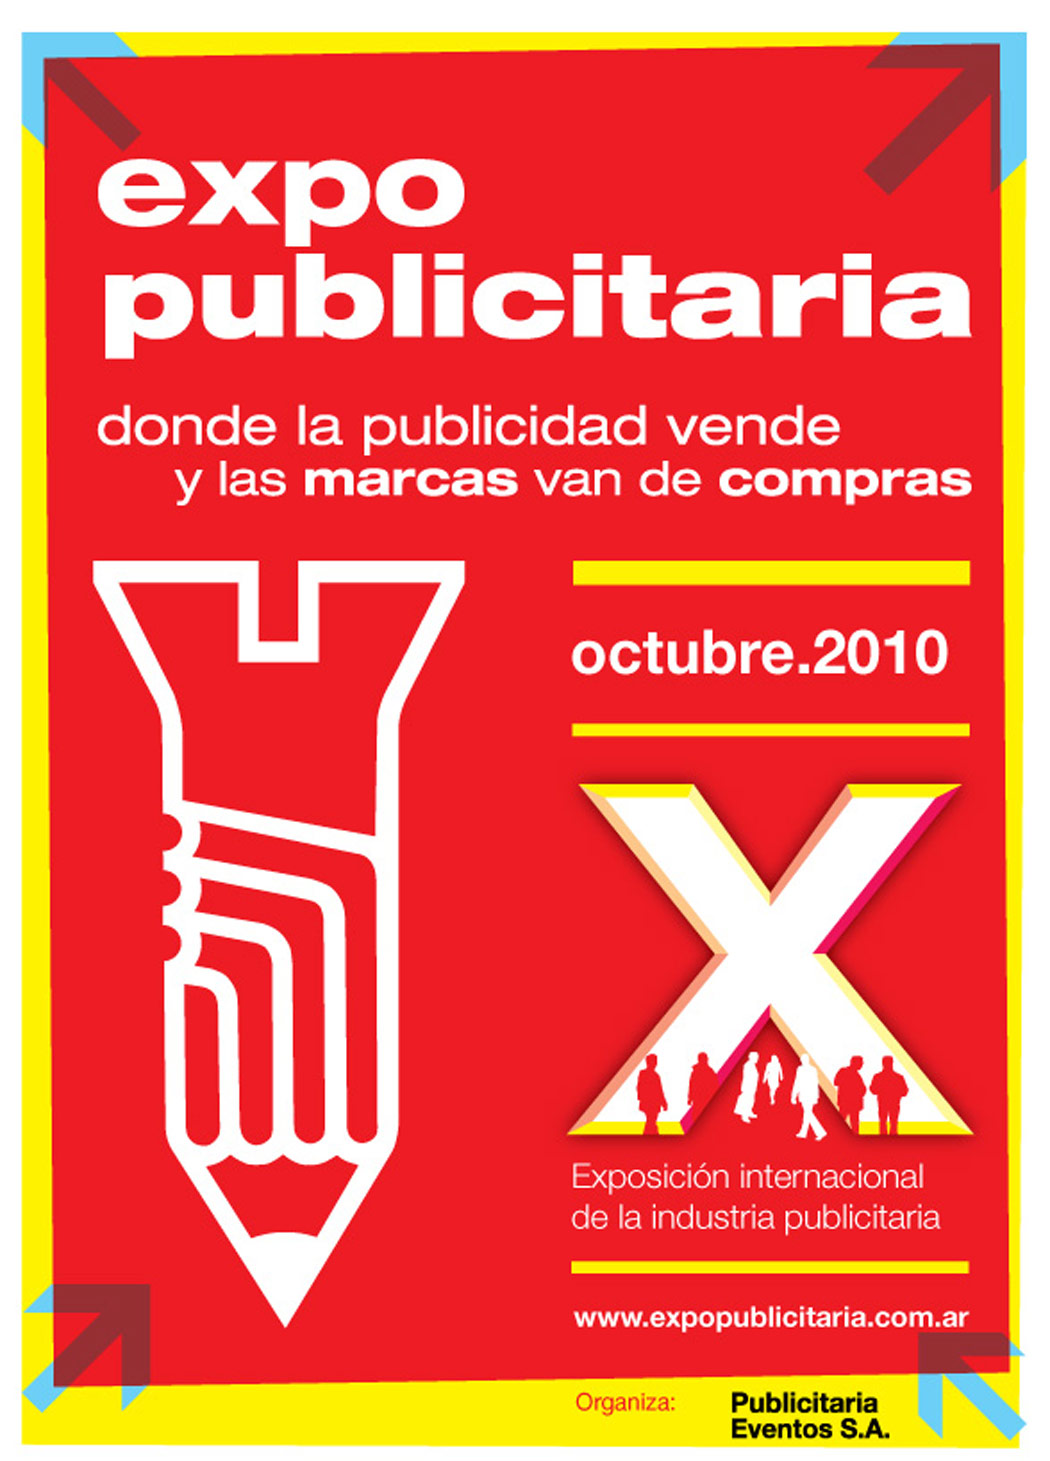 expo
publicitaria
donde la publicidad vende
y las marcas van de compras
octubre.2010
X
Exposición internacional
de la industria publicitaria
www.expopublicitaria.com.ar
Organiza:
Publicitaria
Eventos S.A.